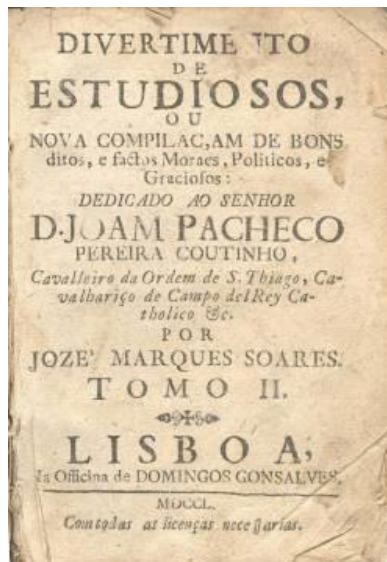 DIVERTIMENTO
DE
ESTUDIOSOS,
OU
NOVA COMPILAC,AM DE BONS
ditos, e factos Moraes, Politicos, e
Graciosos:
DEDICADO AO SENHOR
D. JOAM PACHECO
PEREIRA COUTINHO,
Cavalleiro da Ordem de S. Thiago, Ca-
valhariço de Campo del Rey Ca-
tholico &c.
POR
JOZE' MARQUES SOARES.
TOMO II.
LISBOA,
Na Officina de DOMINGOS GONSALVES.
MDCCL.
Com todas as licenças necessarias.